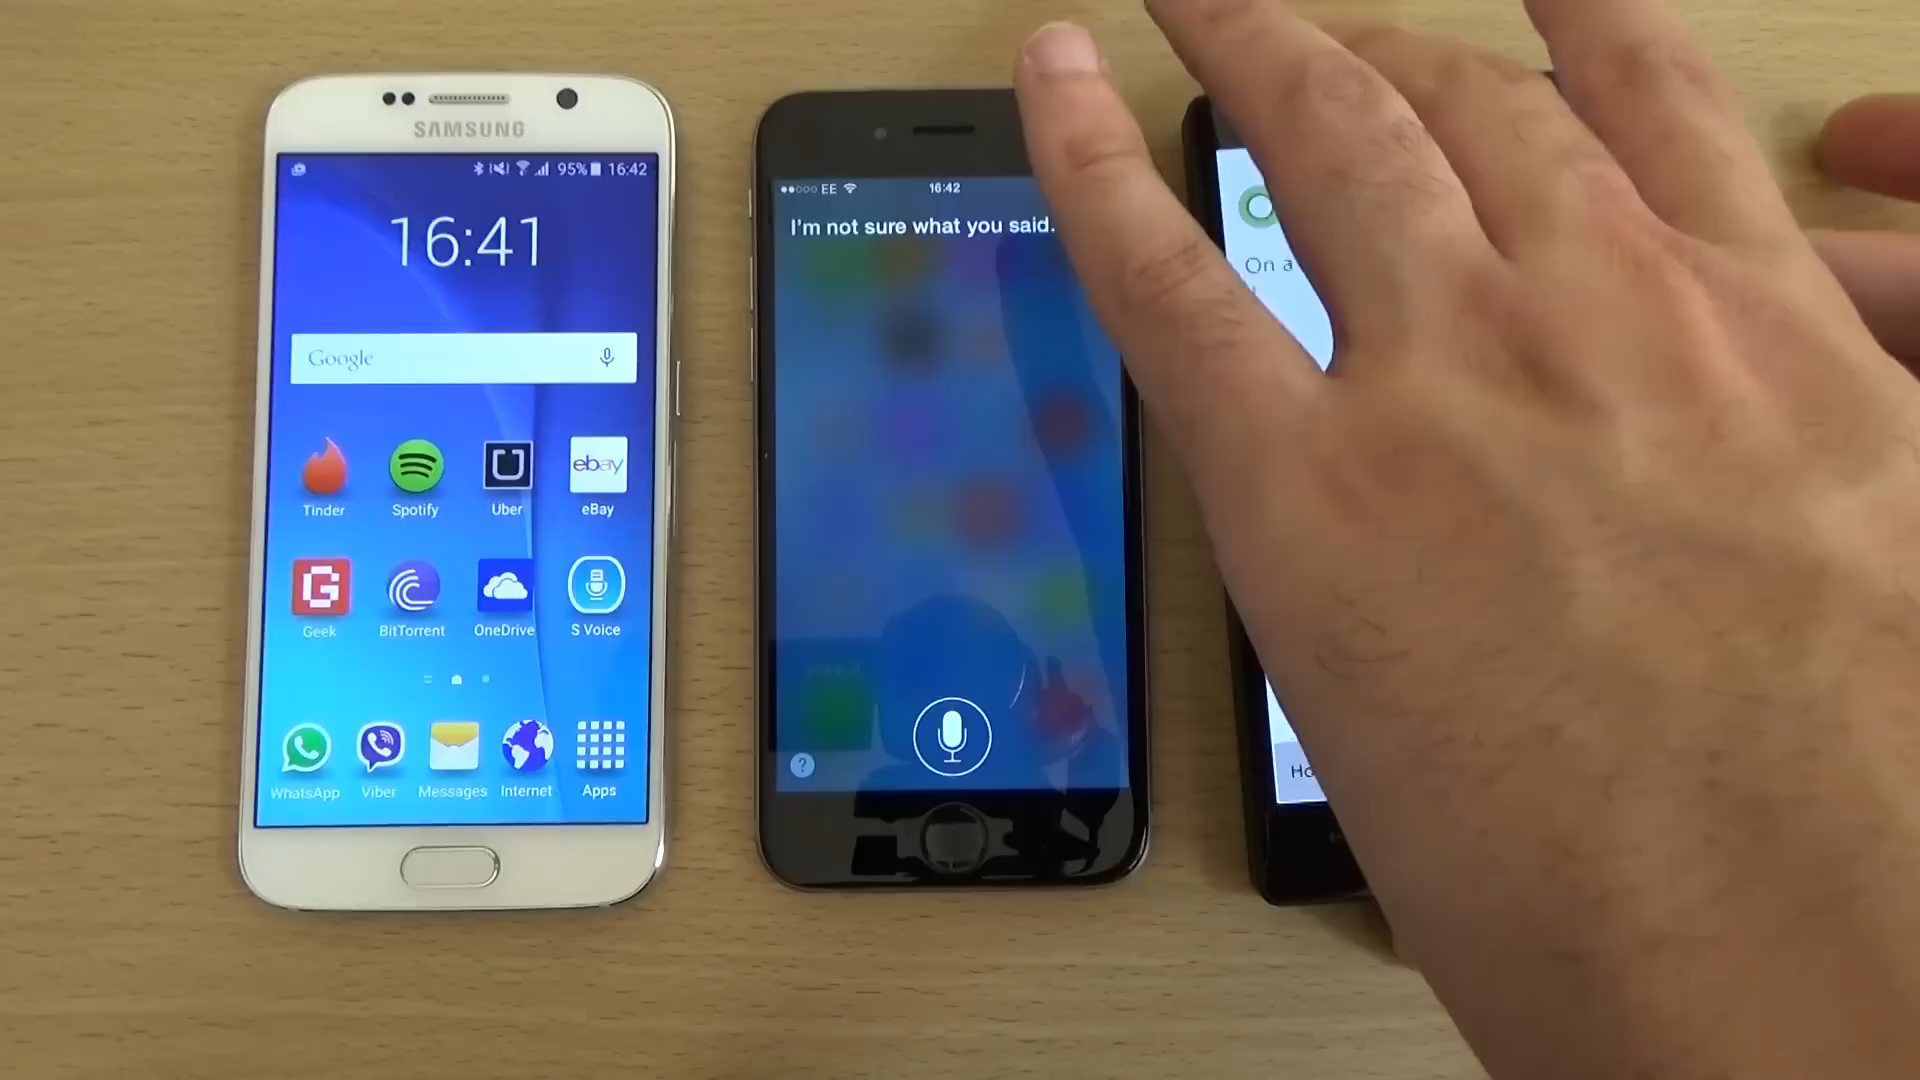 SAMSUNG
95% 16:42
16:41
Google
Tinder
Spotify
Uber
ebay
eBay
G
Geek
BitTorrent
OneDrive
S Voice
WhatsApp
Viber
Messages
Internet
Apps
EE
16:42
I'm not sure what you said.
?
On a
Ho